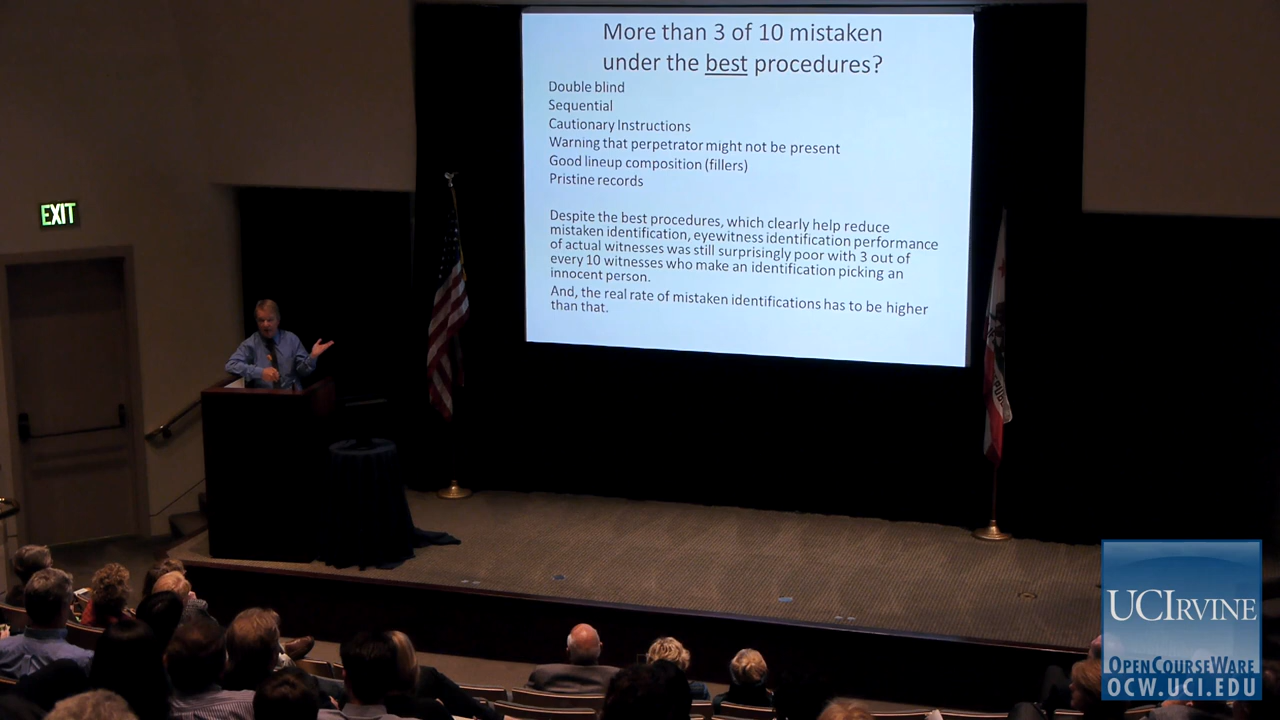 More than 3 of 10 mistaken
under the best procedures?
Double blind
Sequential
Cautionary Instructions
Warning that perpetrator might not be present
Good lineup composition (fillers)
Pristine records
Despite the best procedures, which clearly help reduce
mistaken identification, eyewitness identification performance
of actual witnesses was still surprisingly poor with 3 out of
every 10 witnesses who make an identification picking an
innocent person.
And, the real rate of mistaken identifications has to be higher
than that.
EXIT
UCIRVINE
OPENCOURSEWARE
OCW.UCI.EDU